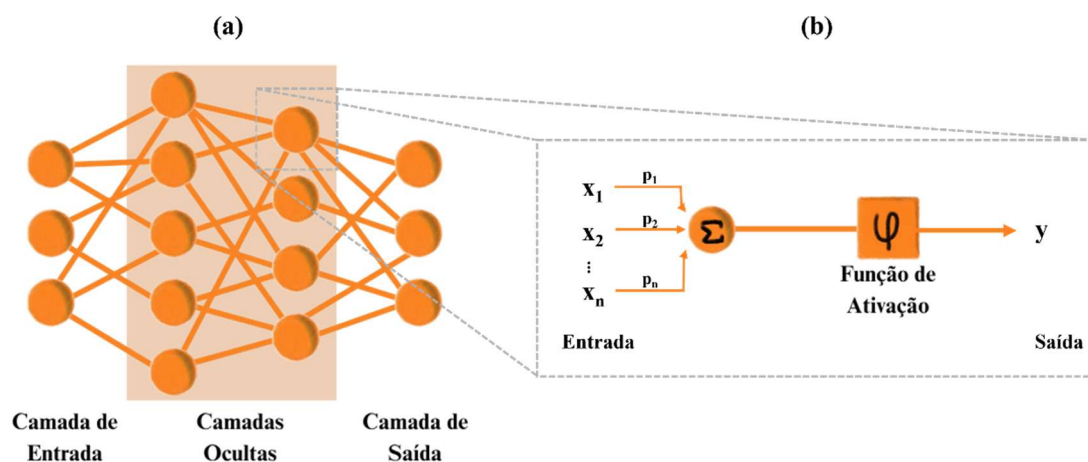 (a)
(b)
Camada de
Entrada
Camadas
Ocultas
Camada de
Saída
x1
p1
x2
p2
⋮
xn
pn
Σ
φ
y
Função de
Ativação
Entrada
Saída